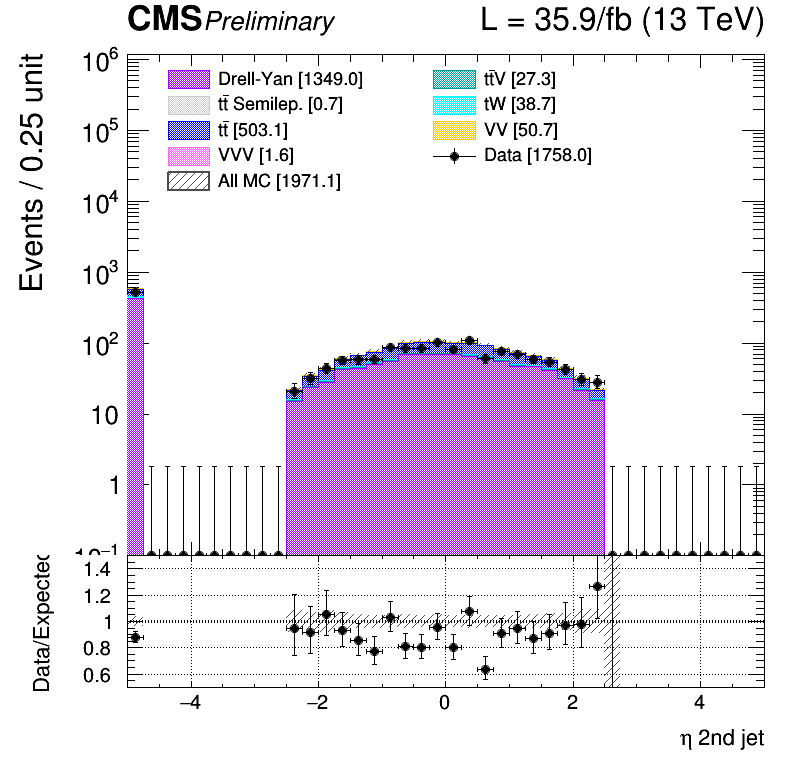 CMS Preliminary L = 35.9/fb (13 TeV)
Events / 0.25 unit
10⁶
10⁵
10⁴
10³
10²
10
1
10⁻¹
Drell-Yan [1349.0]
tt̄ Semilep. [0.7]
tt̄ [503.1]
VVV [1.6]
All MC [1971.1]
tt̄V [27.3]
tW [38.7]
VV [50.7]
Data [1758.0]
Data/Expected
1.4
1.2
1
0.8
0.6
−4 −2 0 2 4
η 2nd jet